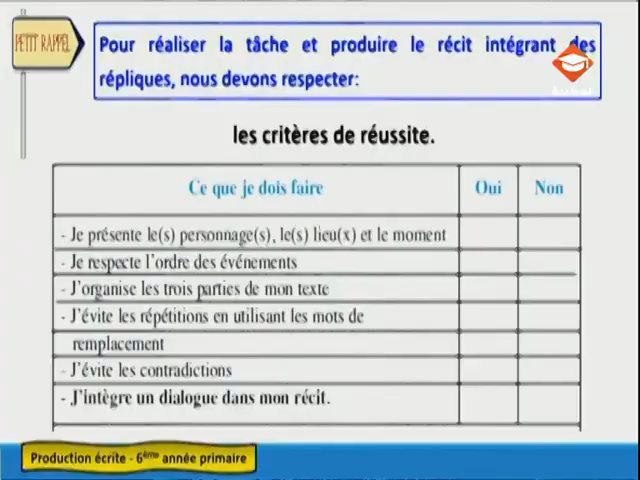 PETIT RAPPEL
Pour réaliser la tâche et produire le récit intégrant des
répliques, nous devons respecter:
les critères de réussite.
Ce que je dois faire Oui Non
- Je présente le(s) personnage(s), le(s) lieu(x) et le moment
- Je respecte l'ordre des événements
- J'organise les trois parties de mon texte
- J'évite les répétitions en utilisant les mots de
remplacement
- J'évite les contradictions
- J'intègre un dialogue dans mon récit.
Production écrite - 6ème année primaire